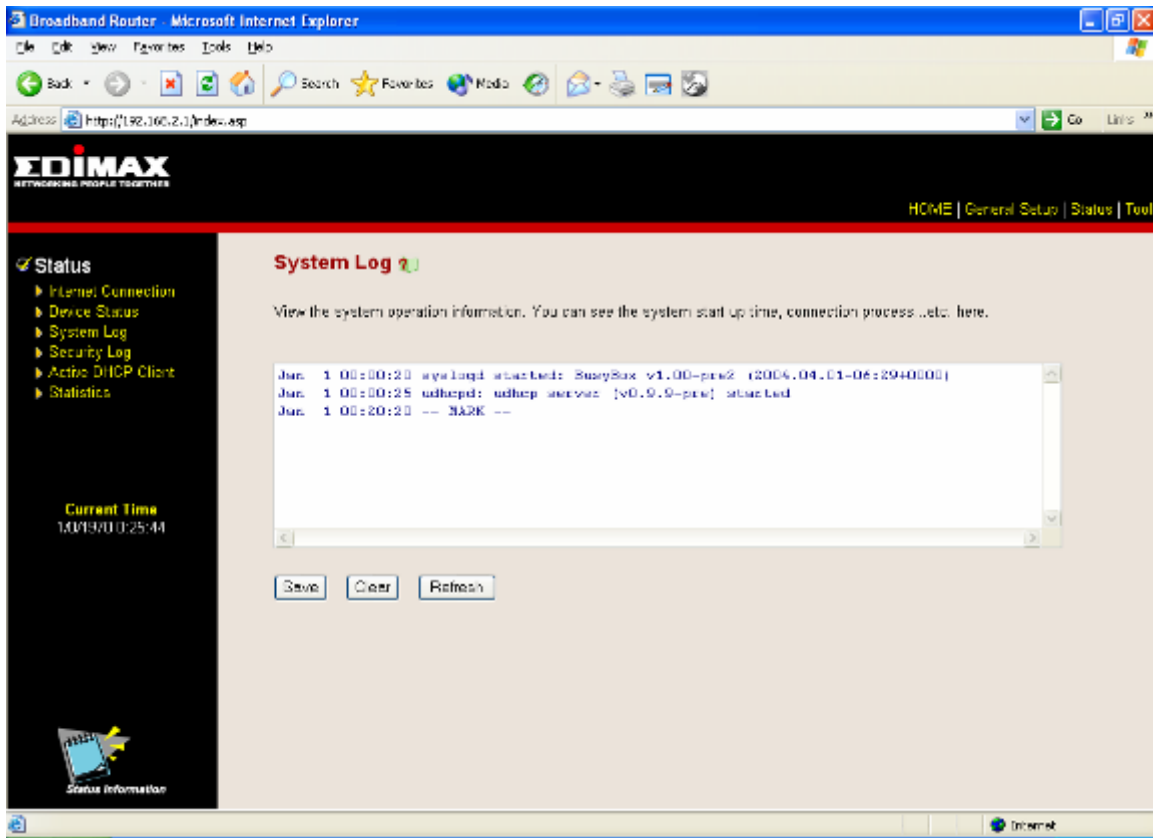 Broadband Router - Microsoft Internet Explorer
File Edit View Favorites Tools Help
Back Search Favorites Media
Address http://192.168.2.1/index.asp Go Links »
EDIMAX
NETWORKING PEOPLE TOGETHER
HOME | General Setup | Status | Tool
Status
Internet Connection
Device Status
System Log
Security Log
Active DHCP Client
Statistics
Current Time
1/0/1970 0:25:44
Status Information
System Log
View the system operation information. You can see the system start up time, connection process...etc. here.
Jan 1 00:00:20 syslogd started: BusyBox v1.00-pre2 (2004.04.01-06:29+0000)
Jan 1 00:00:25 udhcpd: udhcp server (v0.9.9-pre) started
Jan 1 00:20:20 -- MARK --
Save Clear Refresh
Internet